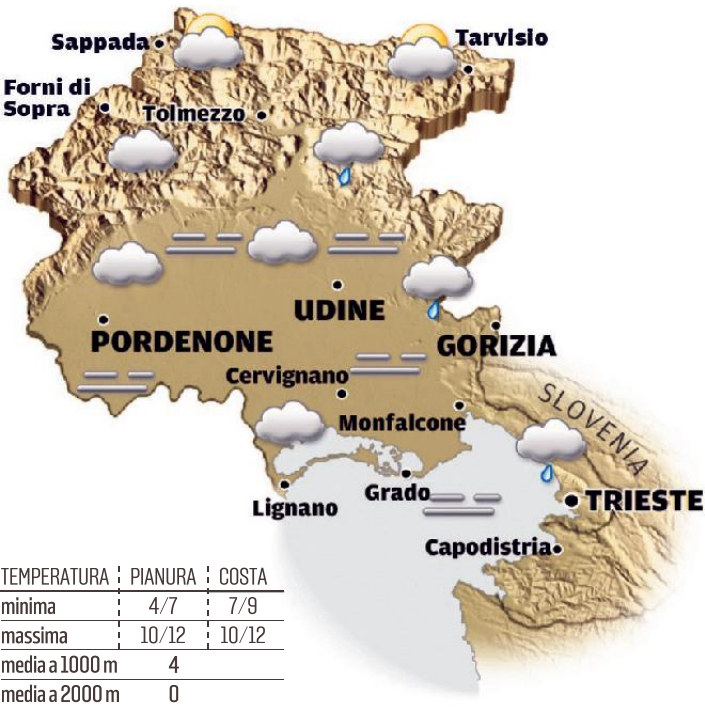 Sappada
Tarvisio
Forni di
Sopra
Tolmezzo
UDINE
PORDENONE
GORIZIA
Cervignano
SLOVENIA
Monfalcone
Grado
Lignano
TRIESTE
Capodistria
TEMPERATURA PIANURA COSTA
minima 4/7 7/9
massima 10/12 10/12
media a 1000 m 4
media a 2000 m 0